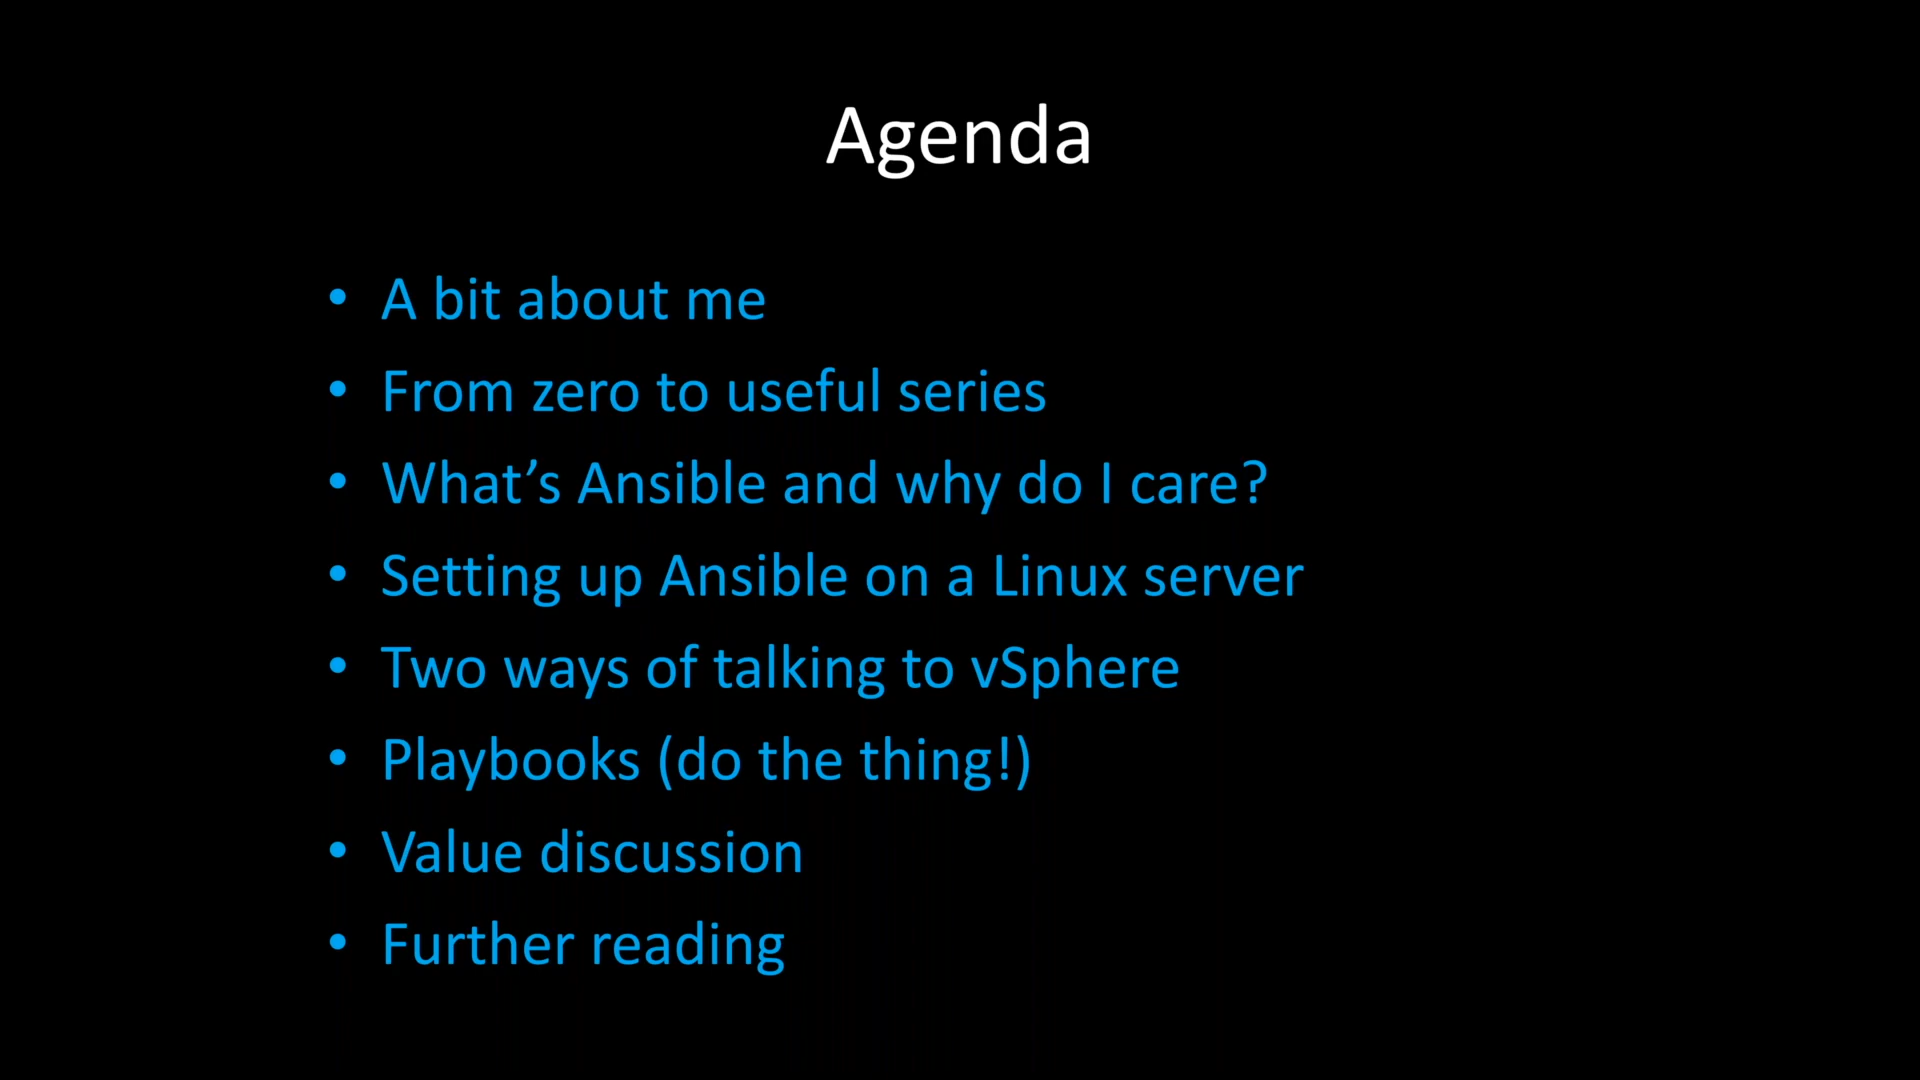 Agenda
• A bit about me
• From zero to useful series
• What’s Ansible and why do I care?
• Setting up Ansible on a Linux server
• Two ways of talking to vSphere
• Playbooks (do the thing!)
• Value discussion
• Further reading